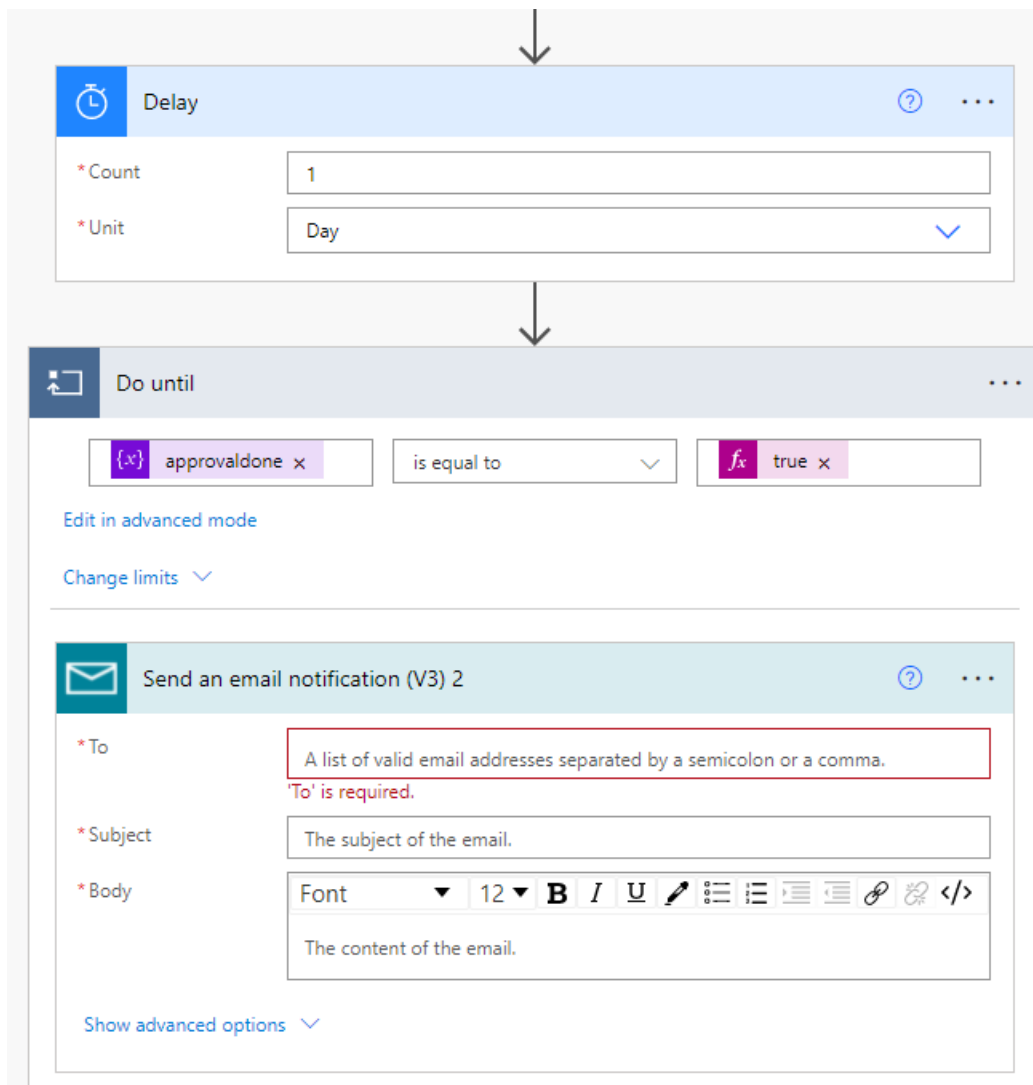 Delay
?
...
* Count
1
* Unit
Day
Do until
...
{x} approvaldone ×
is equal to
fx true ×
Edit in advanced mode
Change limits
Send an email notification (V3) 2
?
...
* To
A list of valid email addresses separated by a semicolon or a comma.
'To' is required.
* Subject
The subject of the email.
* Body
Font 12 B I U </>
The content of the email.
Show advanced options